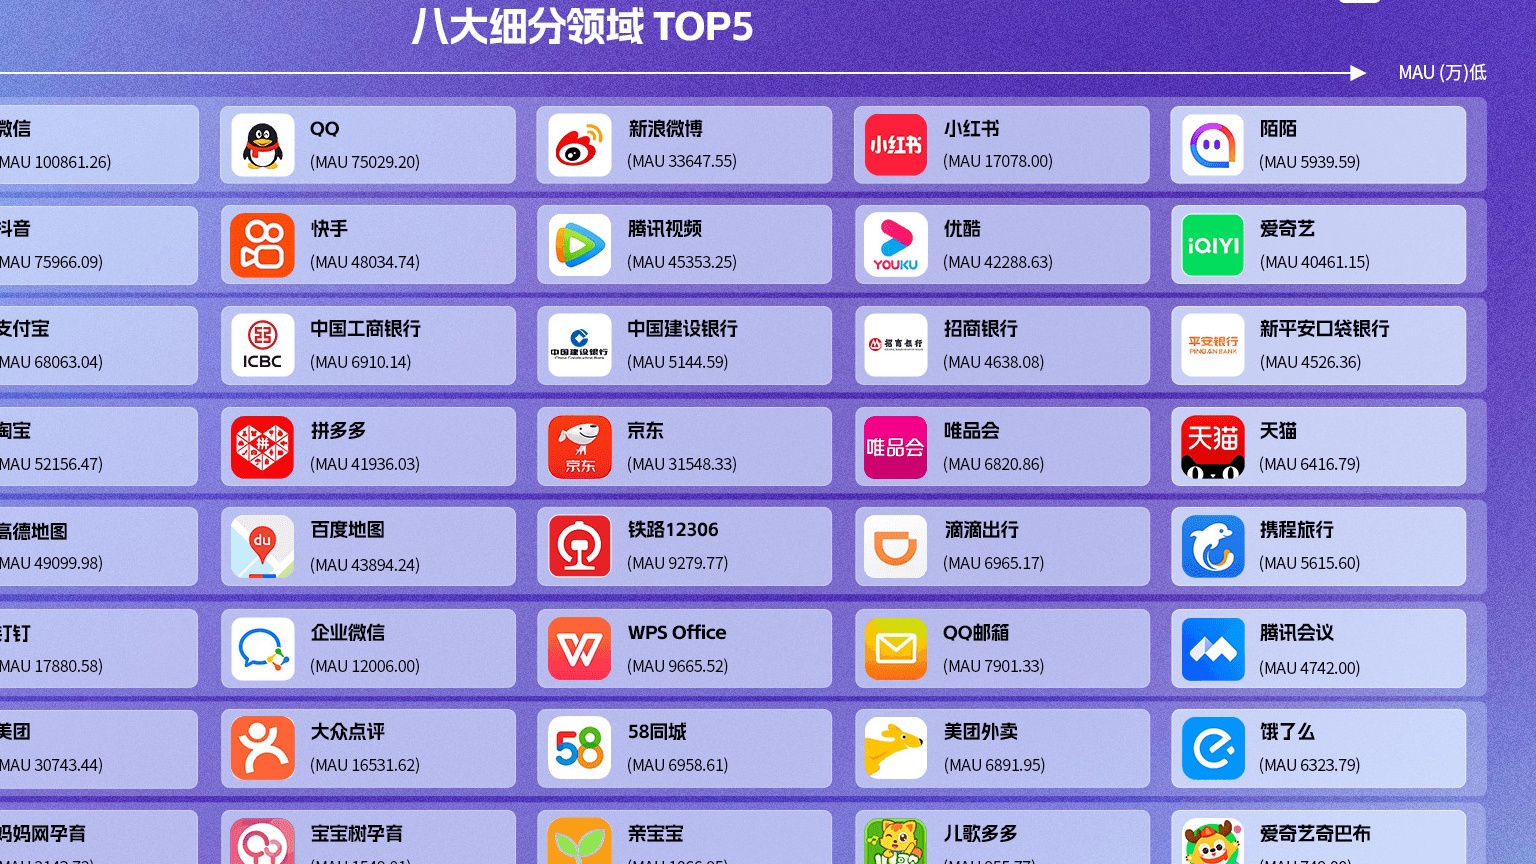 八大细分领域 TOP5
MAU (万)低
微信
QQ
新浪微博
小红书
小红书
陌陌
MAU 100861.26)
(MAU 75029.20)
(MAU 33647.55)
(MAU 17078.00)
(MAU 5939.59)
抖音
快手
腾讯视频
YOUKU
优酷
iQIYI
爱奇艺
MAU 75966.09)
(MAU 48034.74)
(MAU 45353.25)
(MAU 42288.63)
(MAU 40461.15)
支付宝
ICBC
中国工商银行
中国建设银行
中国建设银行
招商银行
招商银行
平安银行
PINGAN BANK
新平安口袋银行
MAU 68063.04)
(MAU 6910.14)
(MAU 5144.59)
(MAU 4638.08)
(MAU 4526.36)
淘宝
拼
拼多多
京东
京东
唯品会
唯品会
天猫
天猫
MAU 52156.47)
(MAU 41936.03)
(MAU 31548.33)
(MAU 6820.86)
(MAU 6416.79)
高德地图
du
百度地图
铁路12306
滴滴出行
携程旅行
MAU 49099.98)
(MAU 43894.24)
(MAU 9279.77)
(MAU 6965.17)
(MAU 5615.60)
钉钉
企业微信
WPS Office
QQ邮箱
腾讯会议
MAU 17880.58)
(MAU 12006.00)
(MAU 9665.52)
(MAU 7901.33)
(MAU 4742.00)
美团
大众点评
58
58同城
美团外卖
饿了么
MAU 30743.44)
(MAU 16531.62)
(MAU 6958.61)
(MAU 6891.95)
(MAU 6323.79)
妈妈网孕育
宝宝树孕育
亲宝宝
儿歌多多
爱奇艺奇巴布